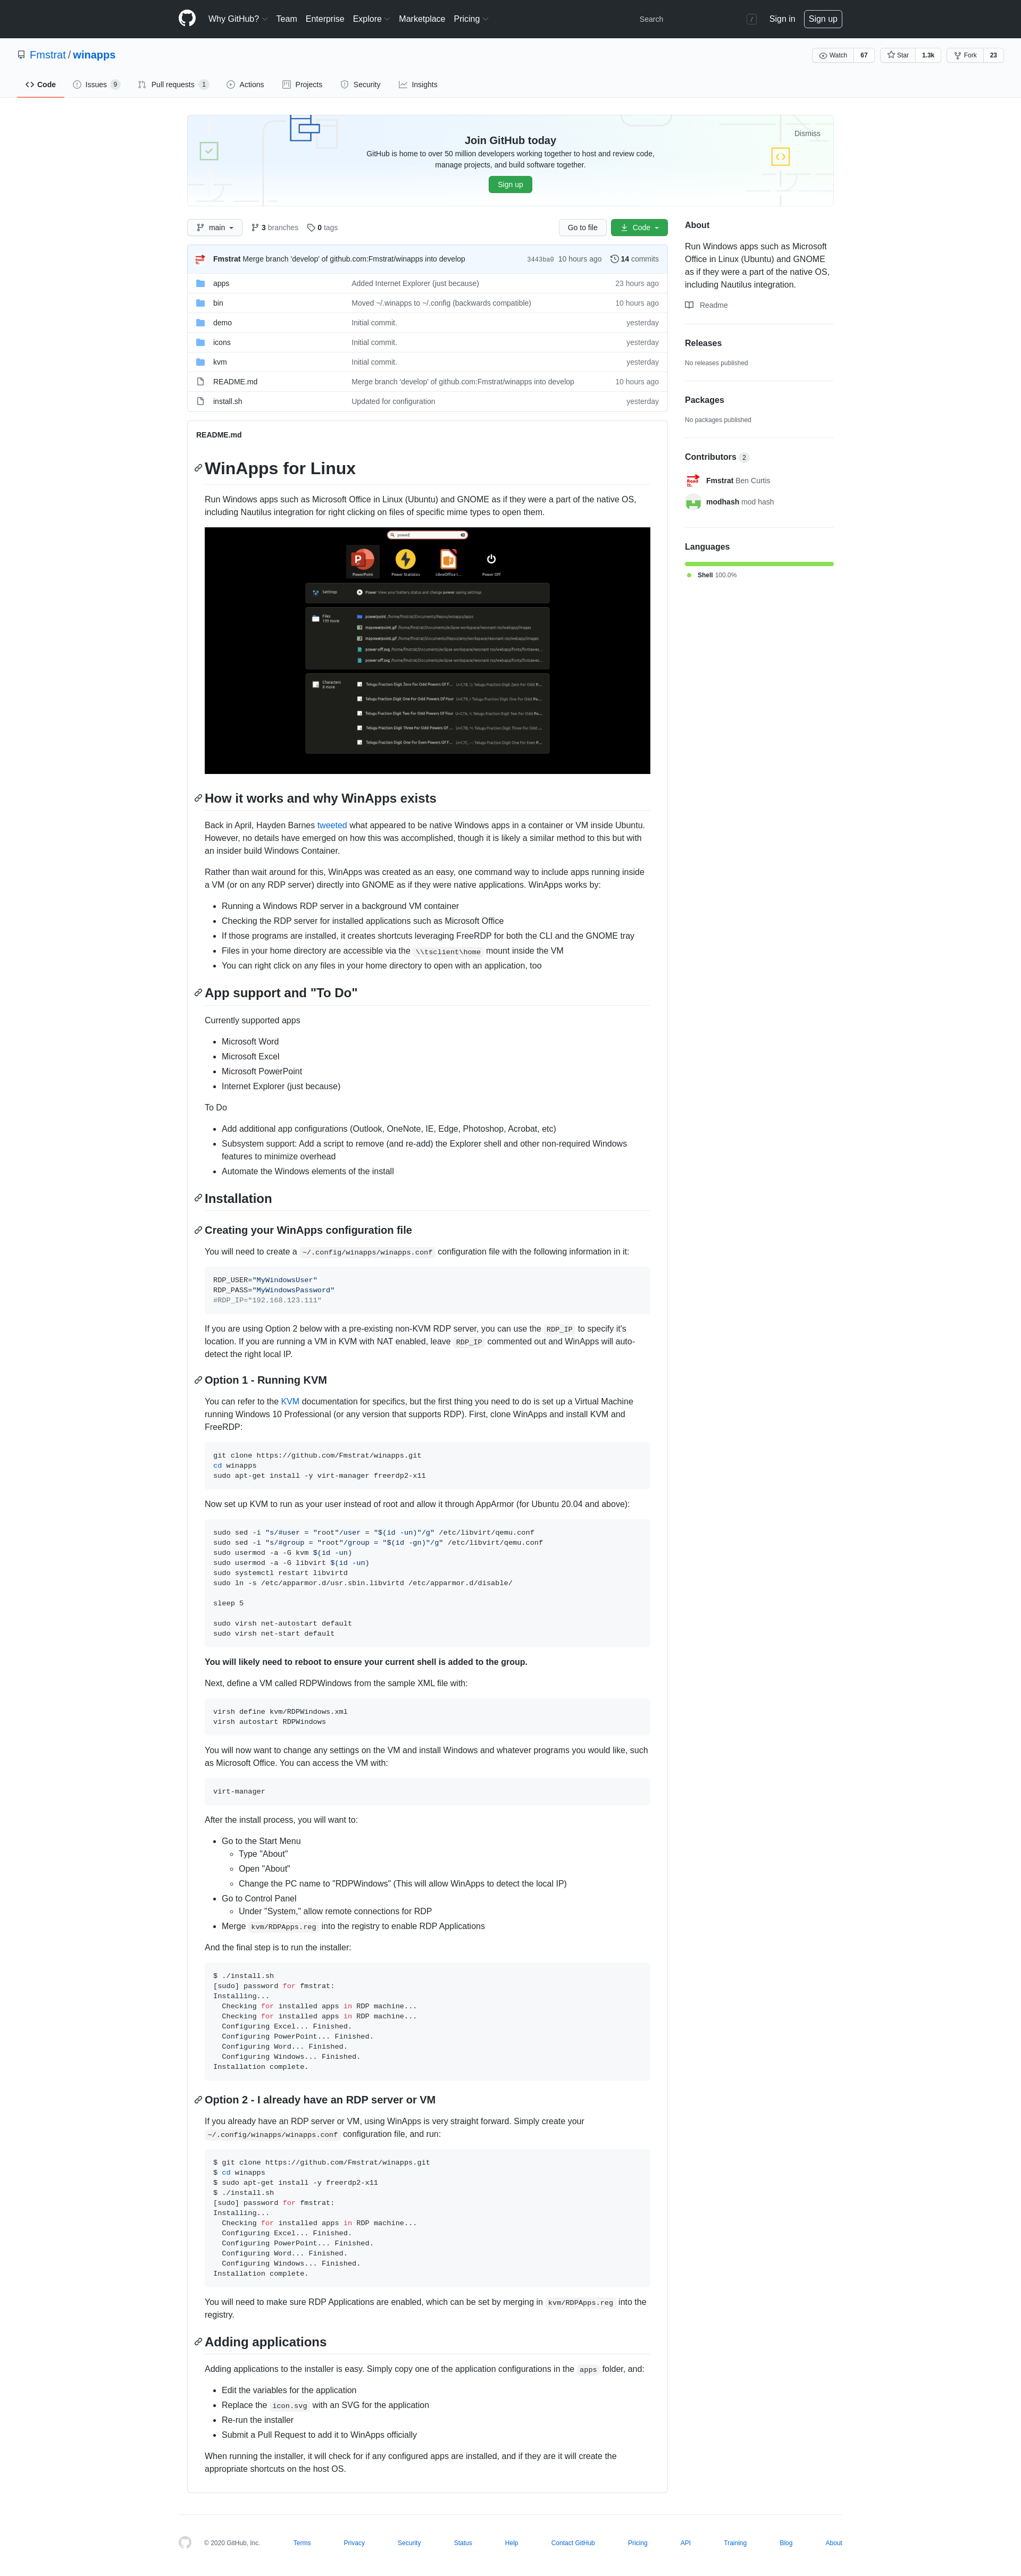 Why GitHub? Team Enterprise Explore Marketplace Pricing Search / Sign in Sign up
Fmstrat / winapps
Watch 67 Star 1.3k Fork 23
Code Issues 9 Pull requests 1 Actions Projects Security Insights
Dismiss
Join GitHub today
GitHub is home to over 50 million developers working together to host and review code,
manage projects, and build software together.
Sign up
main 3 branches 0 tags Go to file Code
Fmstrat Merge branch 'develop' of github.com:Fmstrat/winapps into develop 3443ba0 10 hours ago 14 commits
apps Added Internet Explorer (just because) 23 hours ago
bin Moved ~/.winapps to ~/.config (backwards compatible) 10 hours ago
demo Initial commit. yesterday
icons Initial commit. yesterday
kvm Initial commit. yesterday
README.md Merge branch 'develop' of github.com:Fmstrat/winapps into develop 10 hours ago
install.sh Updated for configuration yesterday
About
Run Windows apps such as Microsoft
Office in Linux (Ubuntu) and GNOME
as if they were a part of the native OS,
including Nautilus integration.
Readme
Releases
No releases published
Packages
No packages published
Contributors 2
Fmstrat Ben Curtis
modhash mod hash
Languages
Shell 100.0%
README.md
WinApps for Linux
Run Windows apps such as Microsoft Office in Linux (Ubuntu) and GNOME as if they were a part of the native OS,
including Nautilus integration for right clicking on files of specific mime types to open them.
PowerPoint Power Statistics Power Off
Settings
Files
Characters
How it works and why WinApps exists
Back in April, Hayden Barnes tweeted what appeared to be native Windows apps in a container or VM inside Ubuntu.
However, no details have emerged on how this was accomplished, though it is likely a similar method to this but with
an insider build Windows Container.
Rather than wait around for this, WinApps was created as an easy, one command way to include apps running inside
a VM (or on any RDP server) directly into GNOME as if they were native applications. WinApps works by:
Running a Windows RDP server in a background VM container
Checking the RDP server for installed applications such as Microsoft Office
If those programs are installed, it creates shortcuts leveraging FreeRDP for both the CLI and the GNOME tray
Files in your home directory are accessible via the \\tsclient\home mount inside the VM
You can right click on any files in your home directory to open with an application, too
App support and "To Do"
Currently supported apps
Microsoft Word
Microsoft Excel
Microsoft PowerPoint
Internet Explorer (just because)
To Do
Add additional app configurations (Outlook, OneNote, IE, Edge, Photoshop, Acrobat, etc)
Subsystem support: Add a script to remove (and re-add) the Explorer shell and other non-required Windows
features to minimize overhead
Automate the Windows elements of the install
Installation
Creating your WinApps configuration file
You will need to create a ~/.config/winapps/winapps.conf configuration file with the following information in it:
RDP_USER="MyWindowsUser"
RDP_PASS="MyWindowsPassword"
#RDP_IP="192.168.123.111"
If you are using Option 2 below with a pre-existing non-KVM RDP server, you can use the RDP_IP to specify it's
location. If you are running a VM in KVM with NAT enabled, leave RDP_IP commented out and WinApps will auto-
detect the right local IP.
Option 1 - Running KVM
You can refer to the KVM documentation for specifics, but the first thing you need to do is set up a Virtual Machine
running Windows 10 Professional (or any version that supports RDP). First, clone WinApps and install KVM and
FreeRDP:
git clone https://github.com/Fmstrat/winapps.git
cd winapps
sudo apt-get install -y virt-manager freerdp2-x11
Now set up KVM to run as your user instead of root and allow it through AppArmor (for Ubuntu 20.04 and above):
sudo sed -i "s/#user = "root"/user = "$(id -un)"/g" /etc/libvirt/qemu.conf
sudo sed -i "s/#group = "root"/group = "$(id -gn)"/g" /etc/libvirt/qemu.conf
sudo usermod -a -G kvm $(id -un)
sudo usermod -a -G libvirt $(id -un)
sudo systemctl restart libvirtd
sudo ln -s /etc/apparmor.d/usr.sbin.libvirtd /etc/apparmor.d/disable/
sleep 5
sudo virsh net-autostart default
sudo virsh net-start default
You will likely need to reboot to ensure your current shell is added to the group.
Next, define a VM called RDPWindows from the sample XML file with:
virsh define kvm/RDPWindows.xml
virsh autostart RDPWindows
You will now want to change any settings on the VM and install Windows and whatever programs you would like, such
as Microsoft Office. You can access the VM with:
virt-manager
After the install process, you will want to:
Go to the Start Menu
Type "About"
Open "About"
Change the PC name to "RDPWindows" (This will allow WinApps to detect the local IP)
Go to Control Panel
Under "System," allow remote connections for RDP
Merge kvm/RDPApps.reg into the registry to enable RDP Applications
And the final step is to run the installer:
$ ./install.sh
[sudo] password for fmstrat:
Installing...
Checking for installed apps in RDP machine...
Checking for installed apps in RDP machine...
Configuring Excel... Finished.
Configuring PowerPoint... Finished.
Configuring Word... Finished.
Configuring Windows... Finished.
Installation complete.
Option 2 - I already have an RDP server or VM
If you already have an RDP server or VM, using WinApps is very straight forward. Simply create your
~/.config/winapps/winapps.conf configuration file, and run:
$ git clone https://github.com/Fmstrat/winapps.git
$ cd winapps
$ sudo apt-get install -y freerdp2-x11
$ ./install.sh
[sudo] password for fmstrat:
Installing...
Checking for installed apps in RDP machine...
Configuring Excel... Finished.
Configuring PowerPoint... Finished.
Configuring Word... Finished.
Configuring Windows... Finished.
Installation complete.
You will need to make sure RDP Applications are enabled, which can be set by merging in kvm/RDPApps.reg into the
registry.
Adding applications
Adding applications to the installer is easy. Simply copy one of the application configurations in the apps folder, and:
Edit the variables for the application
Replace the icon.svg with an SVG for the application
Re-run the installer
Submit a Pull Request to add it to WinApps officially
When running the installer, it will check for if any configured apps are installed, and if they are it will create the
appropriate shortcuts on the host OS.
© 2020 GitHub, Inc. Terms Privacy Security Status Help Contact GitHub Pricing API Training Blog About